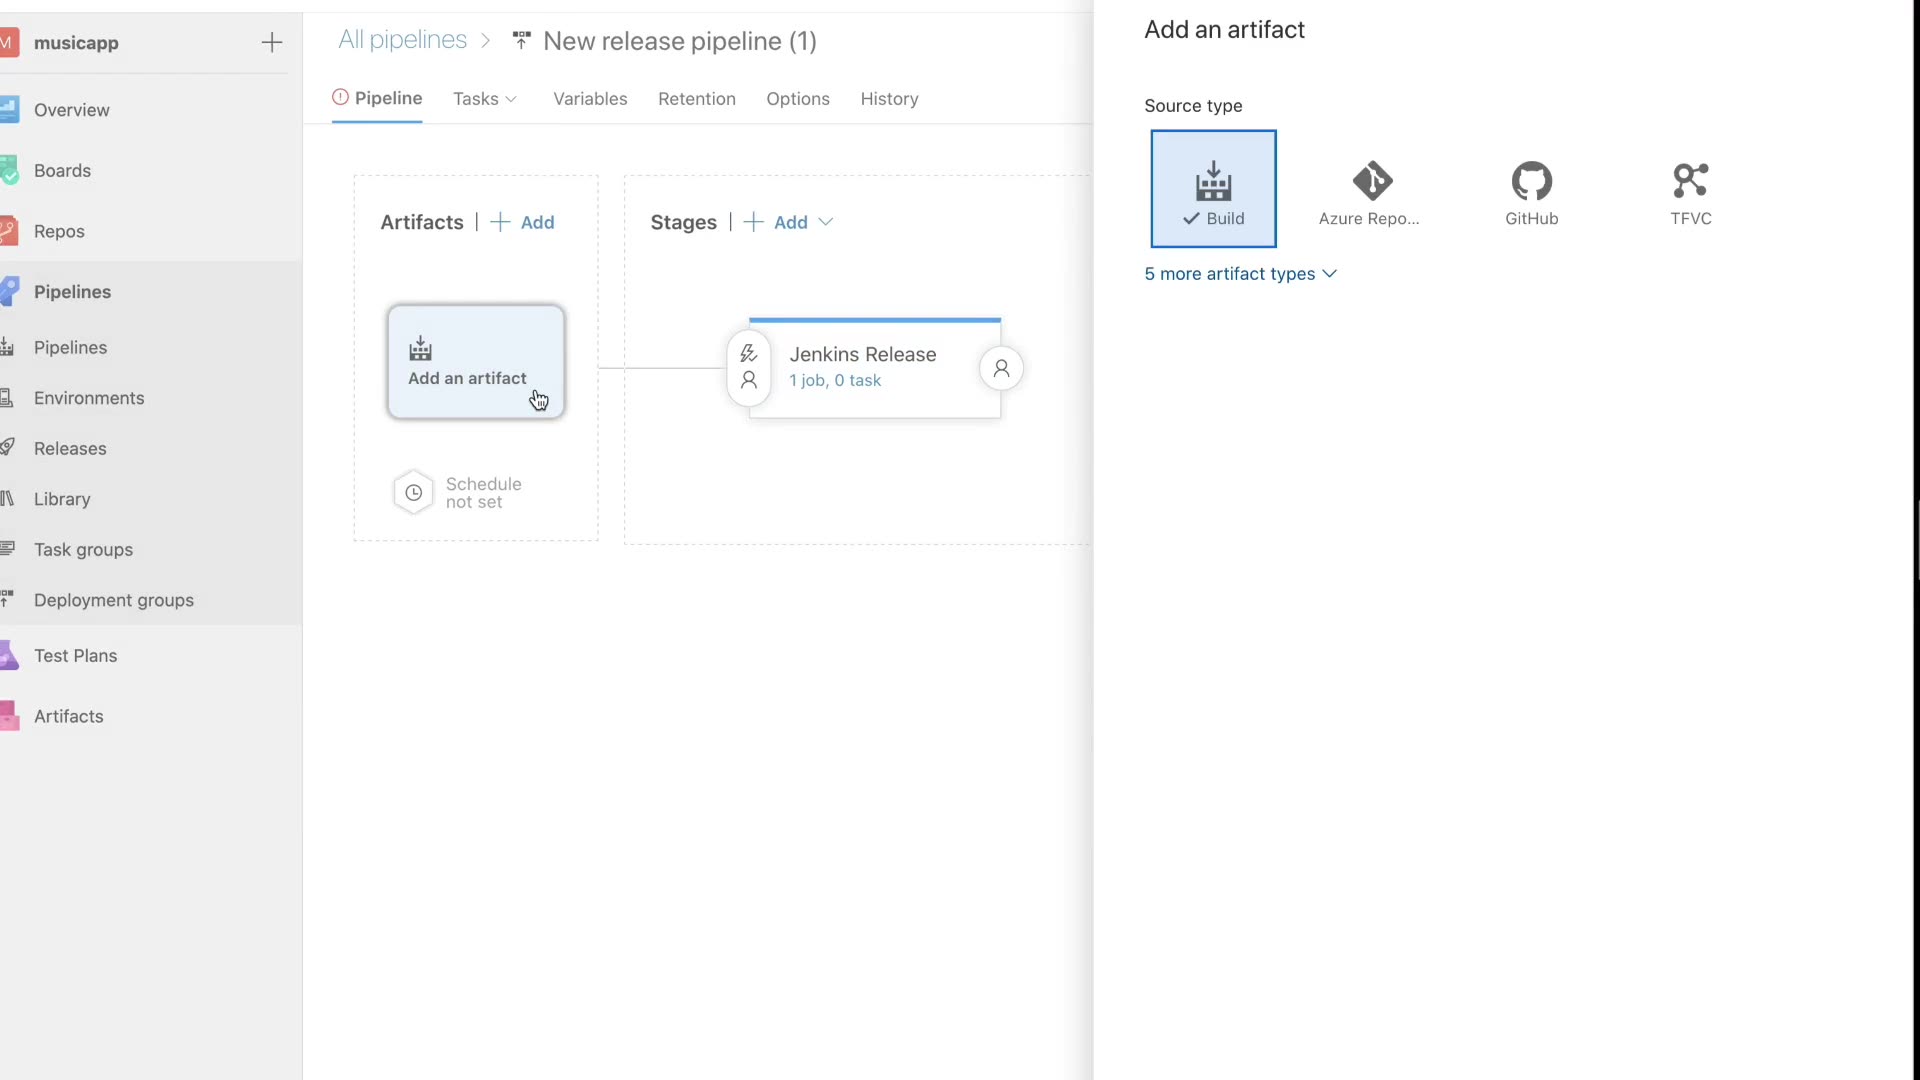 M
musicapp
Overview
Boards
Repos
Pipelines
Pipelines
Environments
Releases
Library
Task groups
Deployment groups
Test Plans
Artifacts
All pipelines > New release pipeline (1)
Pipeline Tasks Variables Retention Options History
Artifacts | + Add
Add an artifact
Schedule
not set
Stages | + Add
Jenkins Release
1 job, 0 task
Add an artifact
Source type
Build
Azure Repo...
GitHub
TFVC
5 more artifact types